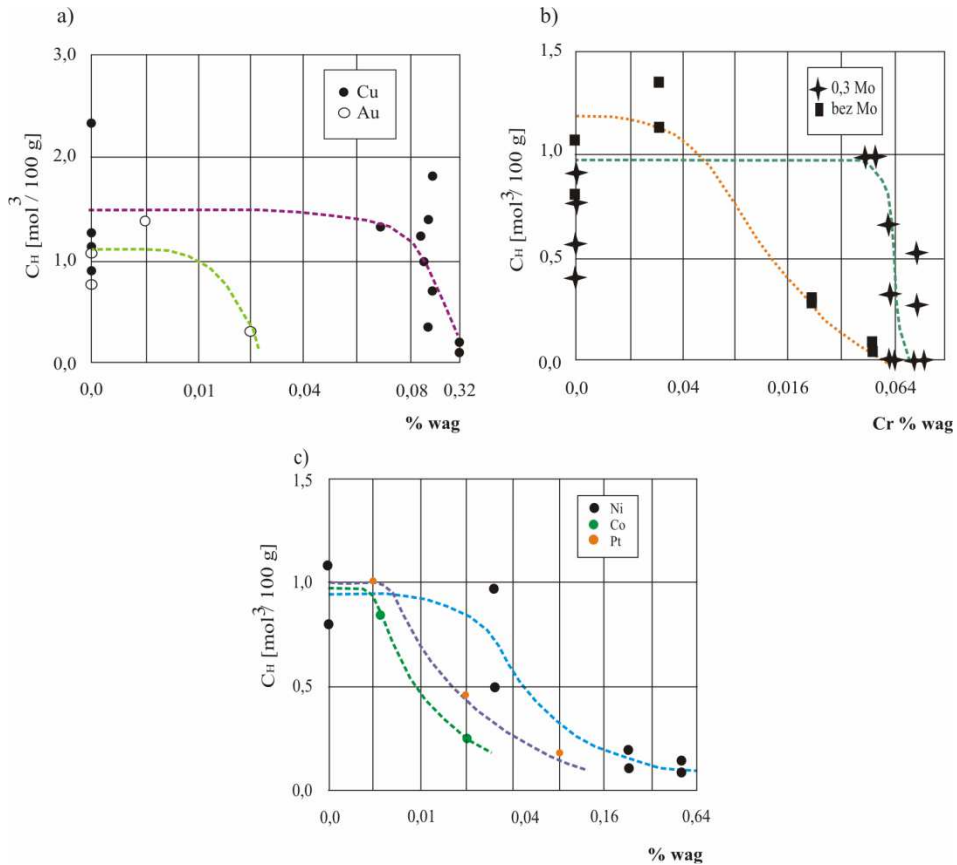 a)
3,0
2,0
1,0
0,0
C_H [mol³/ 100 g]
Cu
Au
0,0 0,01 0,04 0,08 0,32
% wag
b)
1,5
1,0
0,5
0,0
C_H [mol³/ 100 g]
0,3 Mo
bez Mo
0,0 0,04 0,016 0,064
Cr % wag
c)
1,5
1,0
0,5
0,0
C_H [mol³/ 100 g]
Ni
Co
Pt
0,0 0,01 0,04 0,16 0,64
% wag